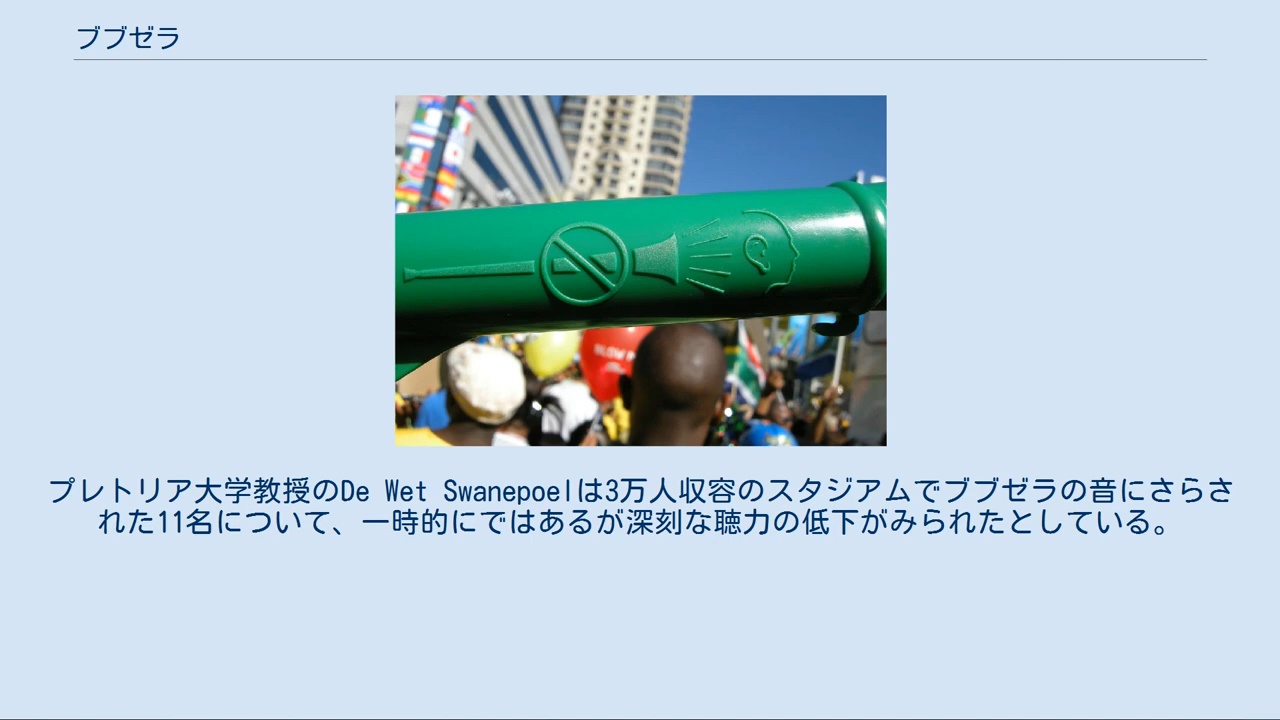 ブブゼラ
プレトリア大学教授のDe Wet Swanepoelは3万人収容のスタジアムでブブゼラの音にさらさ
れた11名について、一時的にではあるが深刻な聴力の低下がみられたとしている。